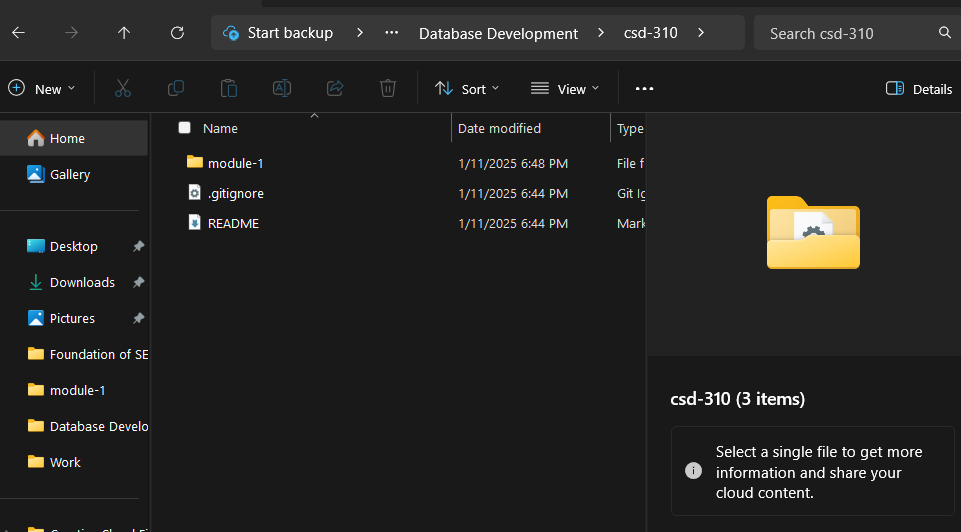 Start backup > ... Database Development > csd-310 >
Search csd-310
New
Sort
View
...
Details
Home
Gallery
Desktop
Downloads
Pictures
Foundation of SE
module-1
Database Develo
Work
Name Date modified Type
module-1 1/11/2025 6:48 PM File f
.gitignore 1/11/2025 6:44 PM Git Ig
README 1/11/2025 6:44 PM Mark
csd-310 (3 items)
Select a single file to get more
information and share your
cloud content.